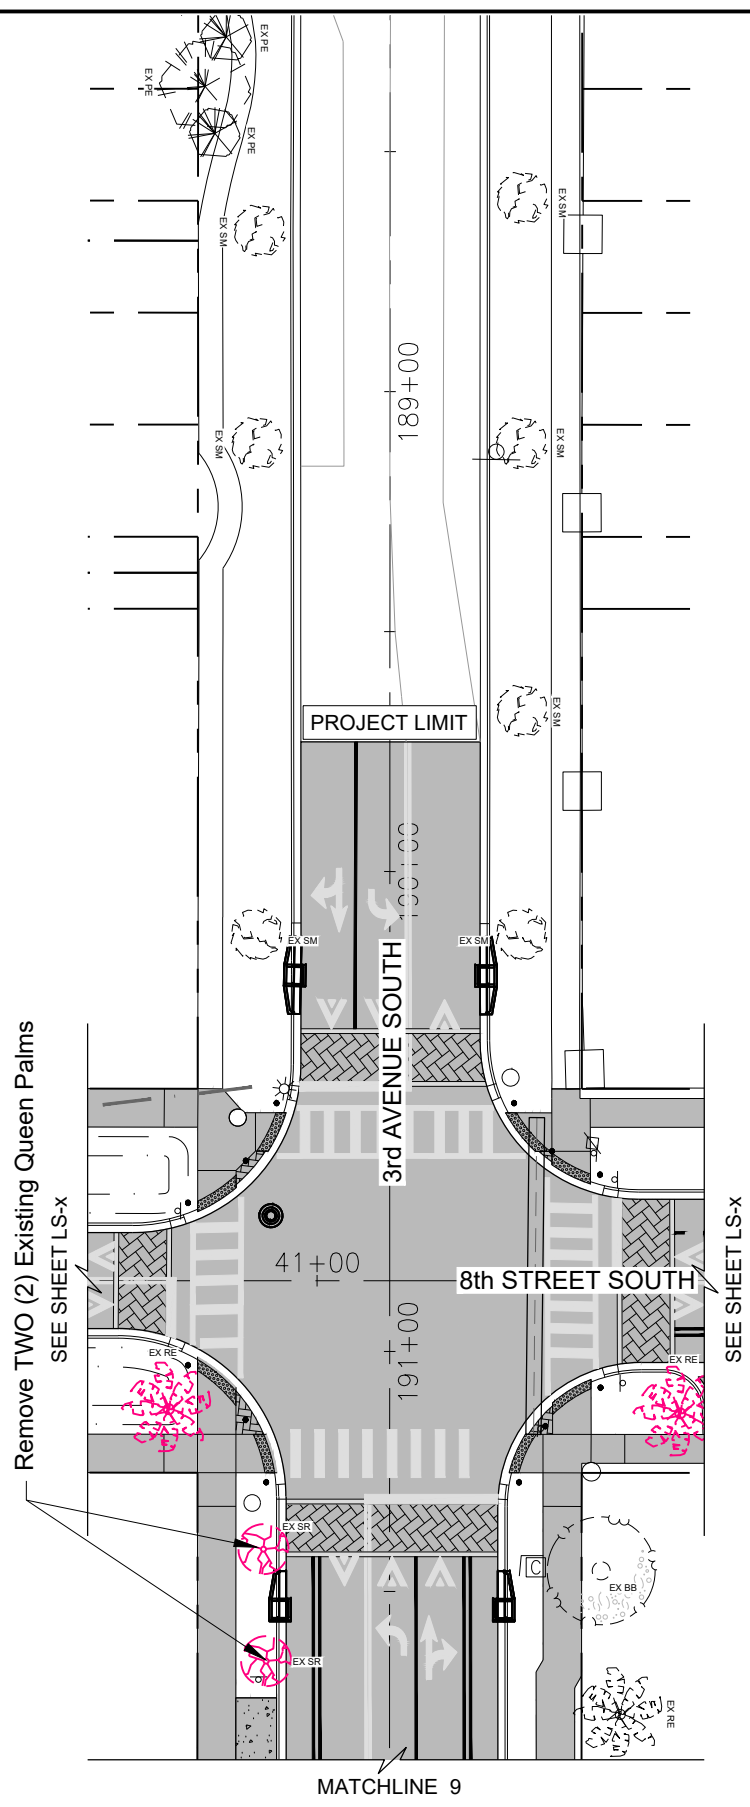 EX PE
EX PE
EX PE
EX SM
EX SM
189+00
EX SM
EX SM
EX SM
PROJECT LIMIT
190+00
EX SM
EX SM
3rd AVENUE SOUTH
Remove TWO (2) Existing Queen Palms
SEE SHEET LS-x
41+00
8th STREET SOUTH
SEE SHEET LS-x
191+00
EX RE
EX RE
EX SR
C
EX BB
EX SR
EX RE
MATCHLINE 9